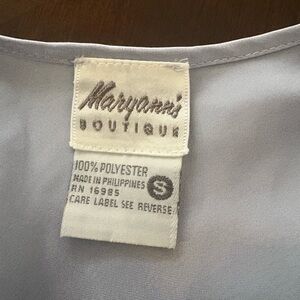 Maryann's
BOUTIQUE
100% POLYESTER
MADE IN PHILIPPINES
S
RN 16985
CARE LABEL SEE REVERSE